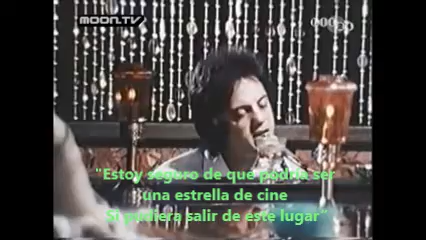 MOON.TV
"Estoy seguro de que podría ser
una estrella de cine
Si pudiera salir de este lugar"